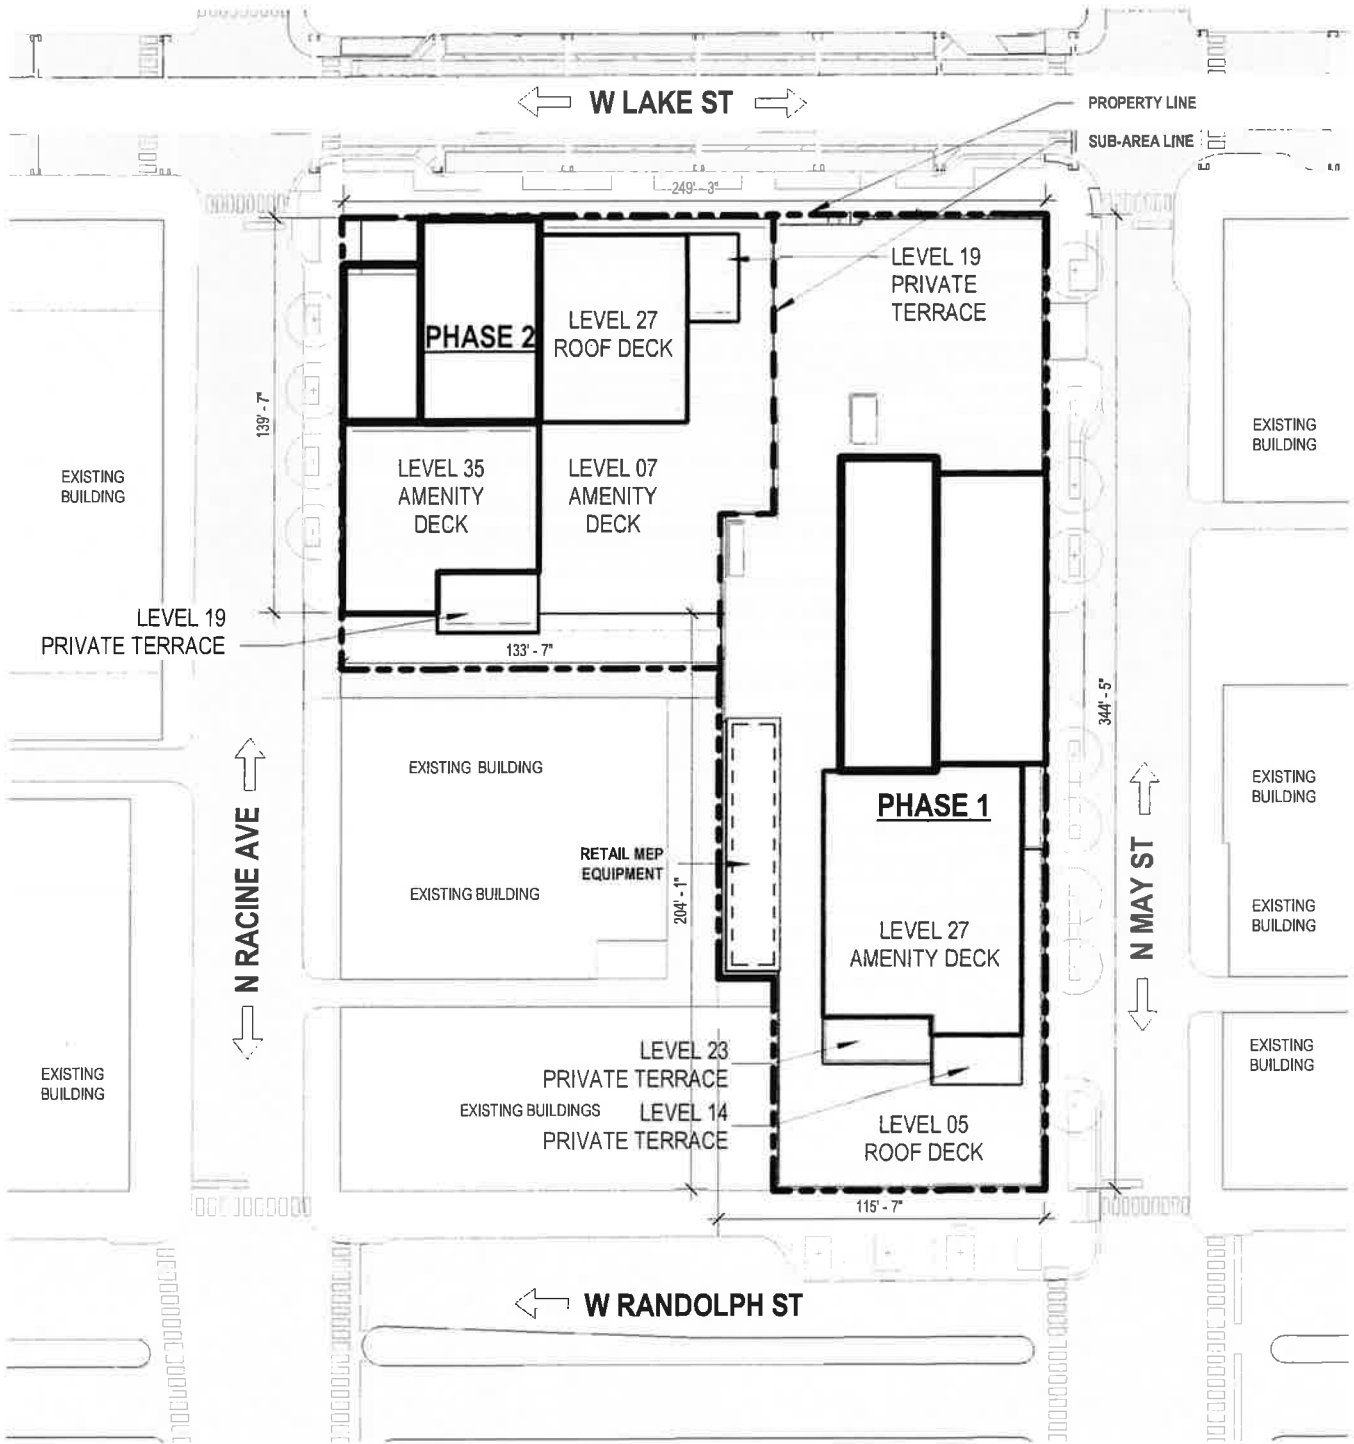 W LAKE ST
PROPERTY LINE
SUB-AREA LINE
249' - 3"
LEVEL 19
PRIVATE
TERRACE
LEVEL 27
ROOF DECK
PHASE 2
139' - 7"
EXISTING
BUILDING
EXISTING
BUILDING
LEVEL 35
AMENITY
DECK
LEVEL 07
AMENITY
DECK
LEVEL 19
PRIVATE TERRACE
133' - 7"
344' - 5"
EXISTING BUILDING
EXISTING
BUILDING
PHASE 1
N RACINE AVE
N MAY ST
RETAIL MEP
EQUIPMENT
EXISTING BUILDING
204' - 1"
EXISTING
BUILDING
LEVEL 27
AMENITY DECK
LEVEL 23
PRIVATE TERRACE
EXISTING
BUILDING
EXISTING
BUILDING
EXISTING BUILDINGS
LEVEL 14
PRIVATE TERRACE
LEVEL 05
ROOF DECK
115' - 7"
W RANDOLPH ST